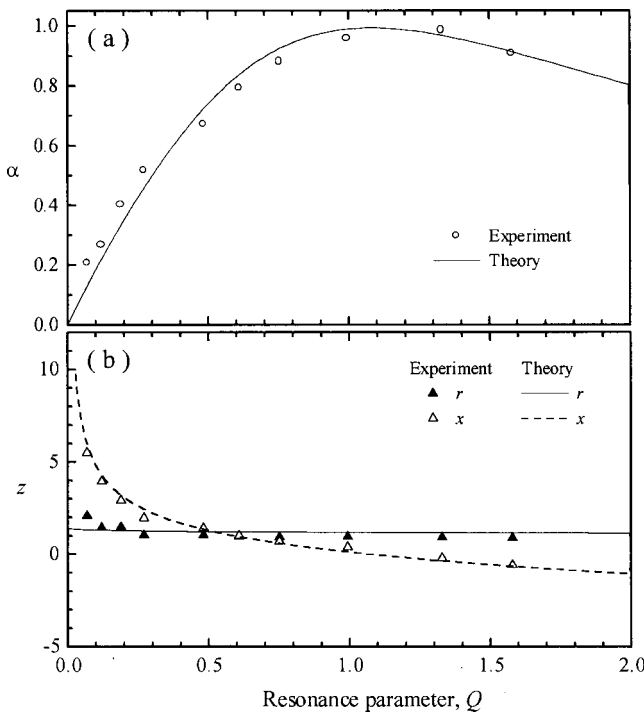 ( a )
1.0
0.8
0.6
0.4
0.2
0.0
α
Experiment
Theory
( b )
10
5
0
-5
z
Experiment Theory
r r
x x
0.0 0.5 1.0 1.5 2.0
Resonance parameter, Q